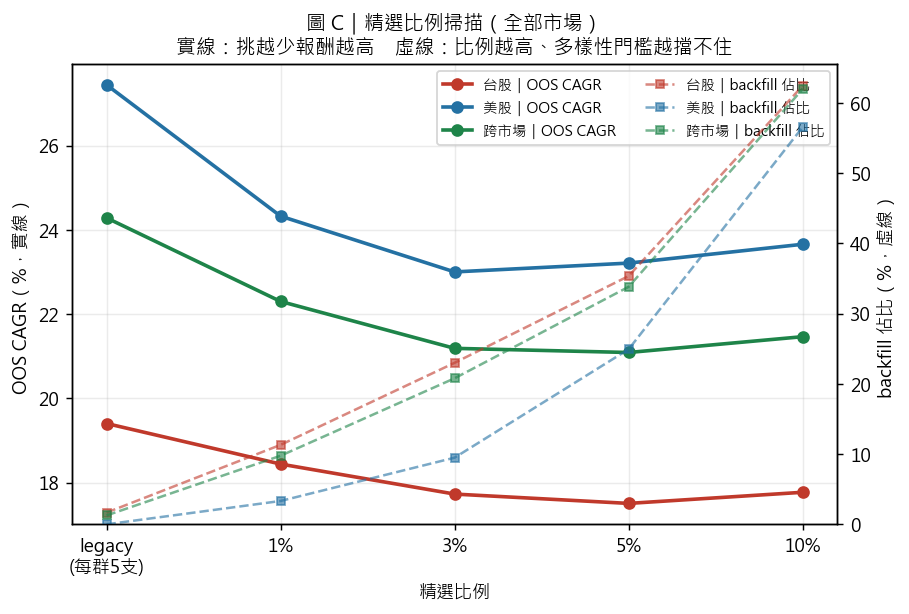 圖 C｜精選比例掃描（全部市場）
實線：挑越少報酬越高　虛線：比例越高、多樣性門檻越擋不住
台股｜OOS CAGR
美股｜OOS CAGR
跨市場｜OOS CAGR
台股｜backfill 佔比
美股｜backfill 佔比
跨市場｜backfill 佔比
OOS CAGR（%，實線）
26
24
22
20
18
backfill 佔比（%，虛線）
60
50
40
30
20
10
0
legacy
(每群5支)
1%
3%
5%
10%
精選比例